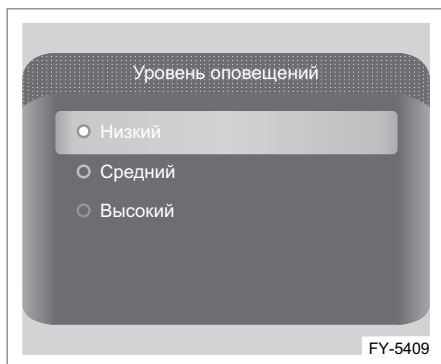 Уровень оповещений
Низкий
Средний
Высокий
FY-5409